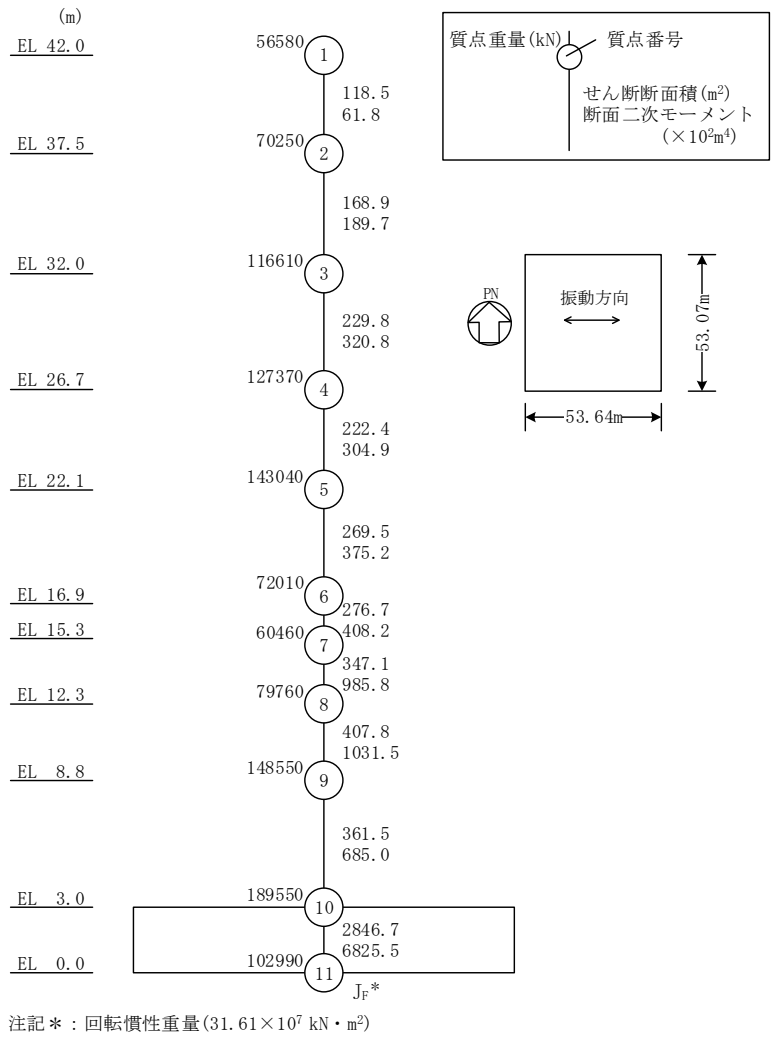 (m)
EL 42.0
56580
1
118.5
61.8
EL 37.5
70250
2
168.9
189.7
EL 32.0
116610
3
229.8
320.8
EL 26.7
127370
4
222.4
304.9
EL 22.1
143040
5
269.5
375.2
EL 16.9
72010
6
276.7
408.2
EL 15.3
60460
7
347.1
985.8
EL 12.3
79760
8
407.8
1031.5
EL 8.8
148550
9
361.5
685.0
EL 3.0
189550
10
2846.7
6825.5
EL 0.0
102990
11
J_F*
質点重量(kN)
質点番号
せん断断面積(m²)
断面二次モーメント
(×10²m⁴)
PN
振動方向
53.07m
53.64m
注記*：回転慣性重量(31.61×10⁷ kN・m²)